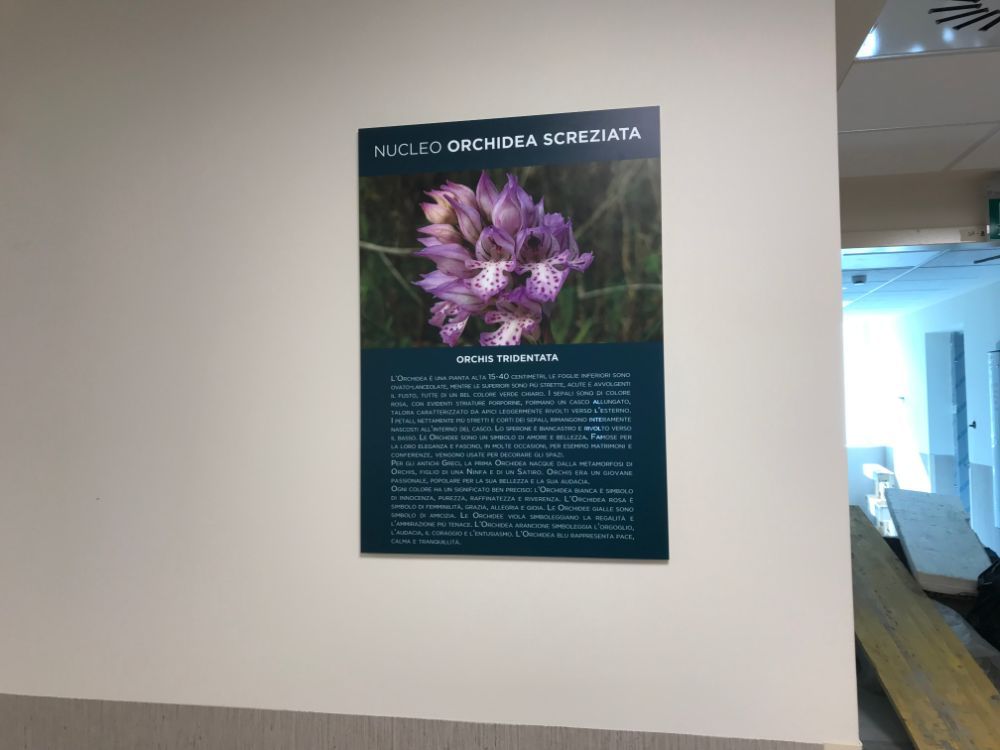 NUCLEO ORCHIDEA SCREZIATA
ORCHIS TRIDENTATA
L'ORCHIDEA È UNA PIANTA ALTA 15-40 CENTIMETRI, LE FOGLIE INFERIORI SONO
OVATO-LANCEOLATE, MENTRE LE SUPERIORI SONO PIÙ STRETTE, ACUTE E AVVOLGENTI
IL FUSTO, TUTTE DI UN BEL COLORE VERDE CHIARO. I SEPALI SONO DI COLORE
ROSA, CON EVIDENTI STRIATURE PORPORINE, FORMANO UN CASCO ALLUNGATO,
TALORA CARATTERIZZATO DA APICI LEGGERMENTE RIVOLTI VERSO L'ESTERNO.
I PETALI, NETTAMENTE PIÙ STRETTI E CORTI DEI SEPALI, RIMANGONO INTERAMENTE
NASCOSTI ALL'INTERNO DEL CASCO. LO SPERONE È BIANCASTRO E RIVOLTO VERSO
IL BASSO. LE ORCHIDEE SONO UN SIMBOLO DI AMORE E BELLEZZA. FAMOSE PER
LA LORO ELEGANZA E FASCINO, IN MOLTE OCCASIONI, PER ESEMPIO MATRIMONI E
CONFERENZE, VENGONO USATE PER DECORARE GLI SPAZI.
PER GLI ANTICHI GRECI, LA PRIMA ORCHIDEA NACQUE DALLA METAMORFOSI DI
ORCHIS, FIGLIO DI UNA NINFA E DI UN SATIRO. ORCHIS ERA UN GIOVANE
PASSIONALE, POPOLARE PER LA SUA BELLEZZA E LA SUA AUDACIA.
OGNI COLORE HA UN SIGNIFICATO BEN PRECISO: L'ORCHIDEA BIANCA È SIMBOLO
DI INNOCENZA, PUREZZA, RAFFINATEZZA E RIVERENZA. L'ORCHIDEA ROSA È
SIMBOLO DI FEMMINILITÀ, GRAZIA, ALLEGRIA E GIOIA. LE ORCHIDEE GIALLE SONO
SIMBOLO DI AMICIZIA. LE ORCHIDEE VIOLA SIMBOLEGGIANO LA REGALITÀ E
L'AMMIRAZIONE PIÙ TENACE. L'ORCHIDEA ARANCIONE SIMBOLEGGIA L'ORGOGLIO,
L'AUDACIA, IL CORAGGIO E L'ENTUSIASMO. L'ORCHIDEA BLU RAPPRESENTA PACE,
CALMA E TRANQUILLITÀ.